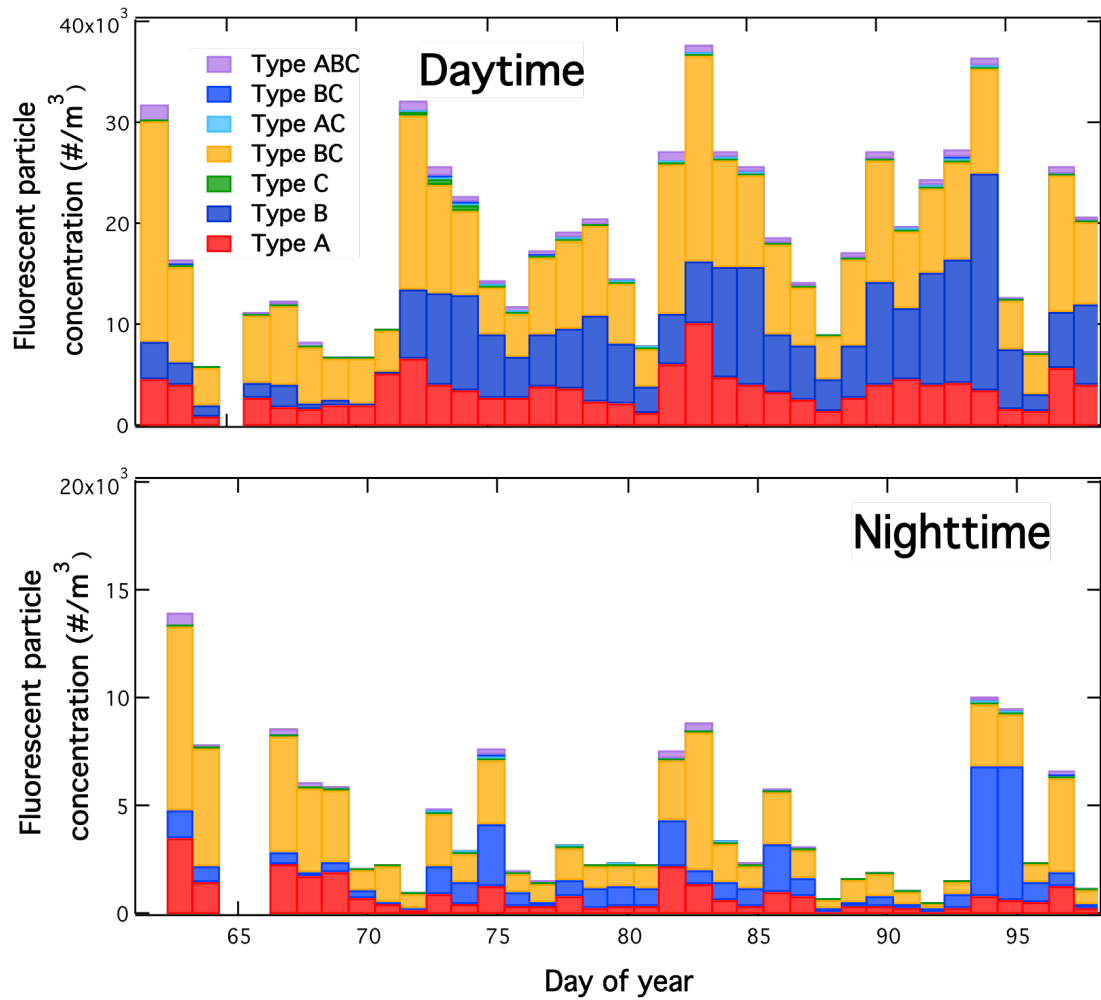 40x10³
30
20
10
0
Fluorescent particle
concentration (#/m³)
Type ABC
Type BC
Type AC
Type BC
Type C
Type B
Type A
Daytime
20x10³
15
10
5
0
Fluorescent particle
concentration (#/m³)
Nighttime
65 70 75 80 85 90 95
Day of year